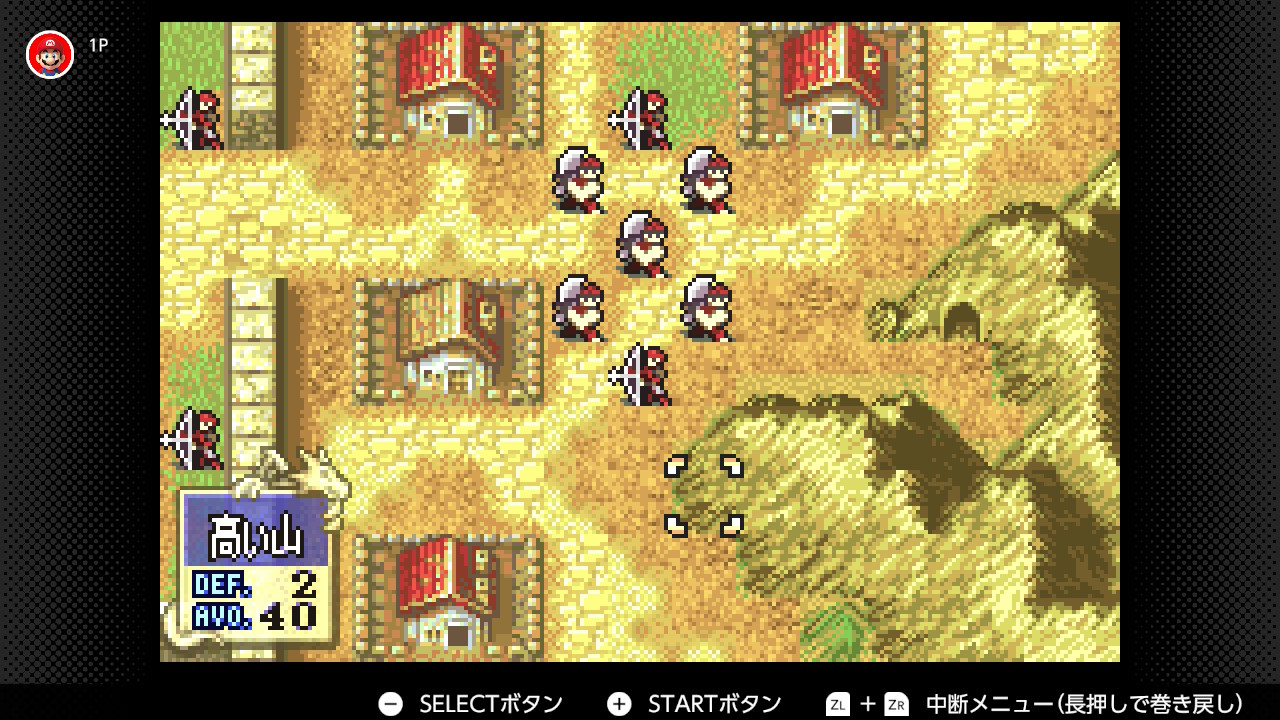 1P
高い山
DEF. 2
AVO. 40
SELECTボタン
STARTボタン
ZL + ZR 中断メニュー(長押しで巻き戻し)